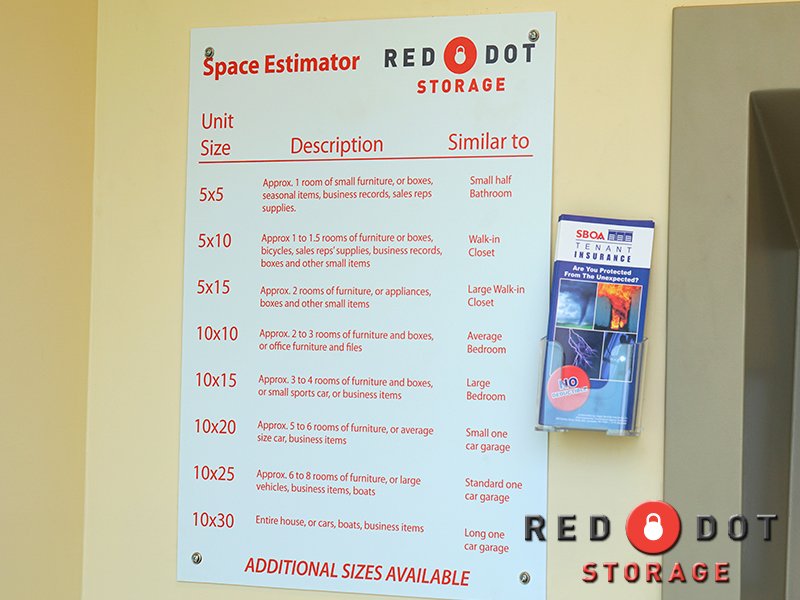 Space Estimator
RED DOT
STORAGE
Unit
Size
Description
Similar to
5x5
Approx. 1 room of small furniture, or boxes,
seasonal items, business records, sales reps
supplies.
Small half
Bathroom
5x10
Approx 1 to 1.5 rooms of furniture or boxes,
bicycles, sales reps' supplies, business records,
boxes and other small items
Walk-in
Closet
5x15
Approx. 2 rooms of furniture, or appliances,
boxes and other small items
Large Walk-in
Closet
10x10
Approx. 2 to 3 rooms of furniture and boxes,
or office furniture and files
Average
Bedroom
10x15
Approx. 3 to 4 rooms of furniture and boxes,
or small sports car, or business items
Large
Bedroom
10x20
Approx. 5 to 6 rooms of furniture, or average
size car, business items
Small one
car garage
10x25
Approx. 6 to 8 rooms of furniture, or large
vehicles, business items, boats
Standard one
car garage
10x30
Entire house, or cars, boats, business items
Long one
car garage
ADDITIONAL SIZES AVAILABLE
SBOA
TENANT
INSURANCE
Are You Protected
From The Unexpected?
NO
DEDUCTIBLE
RED DOT
STORAGE